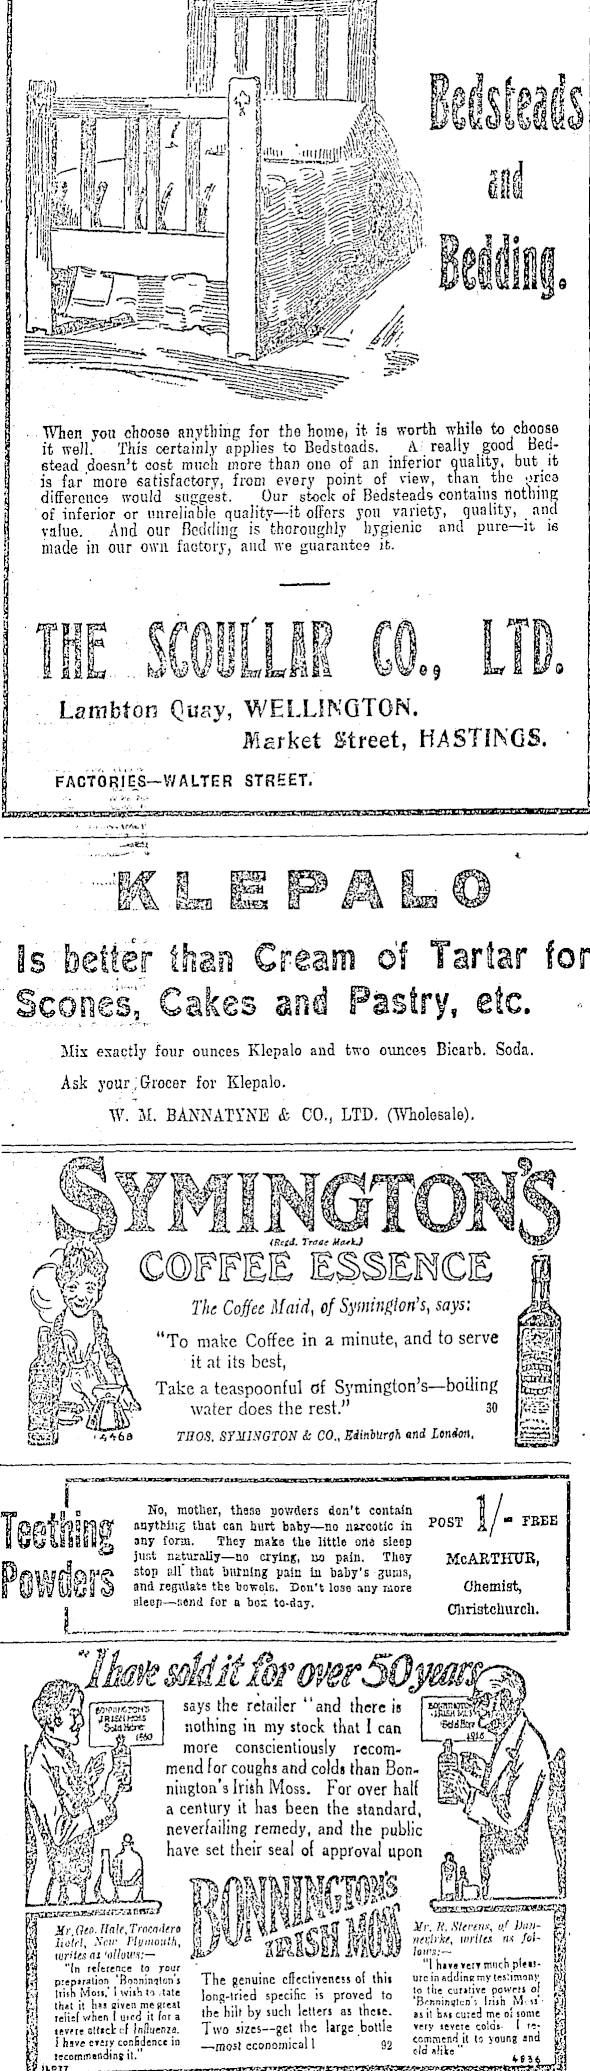 Bedsteads
and
Bedding.
When you choose anything for the home, it is worth while to choose
it well. This certainly applies to Bedsteads. A really good Bed-
stead doesn't cost much more than one of an inferior quality, but it
is far more satisfactory, from every point of view, than the price
difference would suggest. Our stock of Bedsteads contains nothing
of inferior or unreliable quality—it offers you variety, quality, and
value. And our Bedding is thoroughly hygienic and pure—it is
made in our own factory, and we guarantee it.
THE SCOULLAR CO., LTD.
Lambton Quay, WELLINGTON.
Market Street, HASTINGS.
FACTORIES—WALTER STREET.
KLEPALO
Is better than Cream of Tartar for
Scones, Cakes and Pastry, etc.
Mix exactly four ounces Klepalo and two ounces Bicarb. Soda.
Ask your Grocer for Klepalo.
W. M. BANNATYNE & CO., LTD. (Wholesale).
SYMINGTON'S
(Regd. Trade Mark.)
COFFEE ESSENCE
The Coffee Maid, of Symington's, says:
"To make Coffee in a minute, and to serve
it at its best,
Take a teaspoonful of Symington's—boiling
water does the rest." 30
4468
THOS. SYMINGTON & CO., Edinburgh and London.
Teething
Powders
No, mother, these powders don't contain
anything that can hurt baby—no narcotic in
any form. They make the little one sleep
just naturally—no crying, no pain. They
stop all that burning pain in baby's gums,
and regulate the bowels. Don't lose any more
sleep—send for a box to-day.
POST 1/- FREE
McARTHUR,
Chemist,
Christchurch.
"I have sold it for over 50 years
BONNINGTON'S
IRISH MOSS
Sold Here
1860
BONNINGTON'S
IRISH MOSS
Sold Here
1915
says the retailer "and there is
nothing in my stock that I can
more conscientiously recom-
mend for coughs and colds than Bon-
nington's Irish Moss. For over half
a century it has been the standard,
neverfailing remedy, and the public
have set their seal of approval upon
BONNINGTON'S
IRISH MOSS
Mr. Geo. Hale, Trocadero
Hotel, New Plymouth,
writes as follows:—
"In reference to your
preparation 'Bonnington's
Irish Moss,' I wish to state
that it has given me great
relief when I used it for a
severe attack of Influenza.
I have every confidence in
recommending it."
The genuine effectiveness of this
long-tried specific is proved to
the hilt by such letters as these.
Two sizes—get the large bottle
—most economical! 92
Mr. R. Stevens, of Dan-
nevirke, writes as fol-
lows:—
"I have very much pleas-
ure in adding my testimony
to the curative powers of
'Bonnington's Irish Moss'
as it has cured me of some
very severe colds. I re-
commend it to young and
old alike"
4836